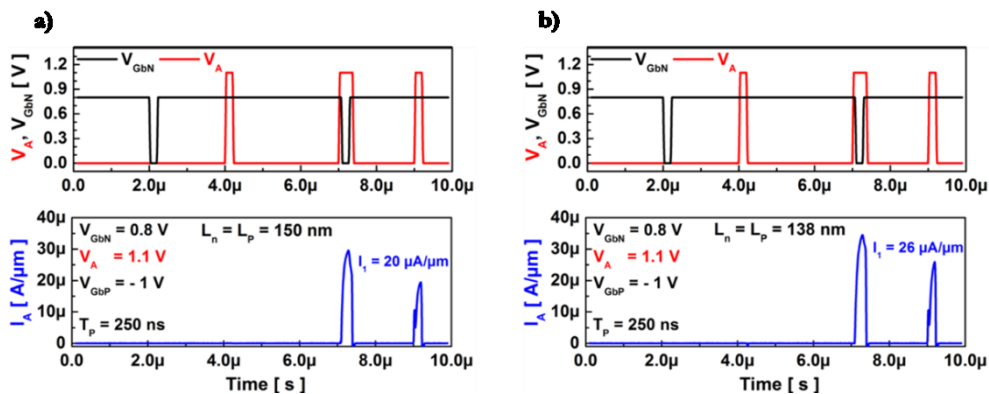 a)
V_GbN V_A
V_A, V_GbN [ V ]
1.2
0.9
0.6
0.3
0.0
0.0 2.0µ 4.0µ 6.0µ 8.0µ 10.0µ
I_A [ A/µm ]
40µ
30µ
20µ
10µ
0
V_GbN = 0.8 V L_n = L_P = 150 nm
V_A = 1.1 V I_1 = 20 µA/µm
V_GbP = - 1 V
T_P = 250 ns
0.0 2.0µ 4.0µ 6.0µ 8.0µ 10.0µ
Time [ s ]
b)
V_GbN V_A
V_A, V_GbN [ V ]
1.2
0.9
0.6
0.3
0.0
0.0 2.0µ 4.0µ 6.0µ 8.0µ 10.0µ
I_A [ A/µm ]
40µ
30µ
20µ
10µ
0
V_GbN = 0.8 V L_n = L_P = 138 nm
V_A = 1.1 V I_1 = 26 µA/µm
V_GbP = - 1 V
T_P = 250 ns
0.0 2.0µ 4.0µ 6.0µ 8.0µ 10.0µ
Time [ s ]